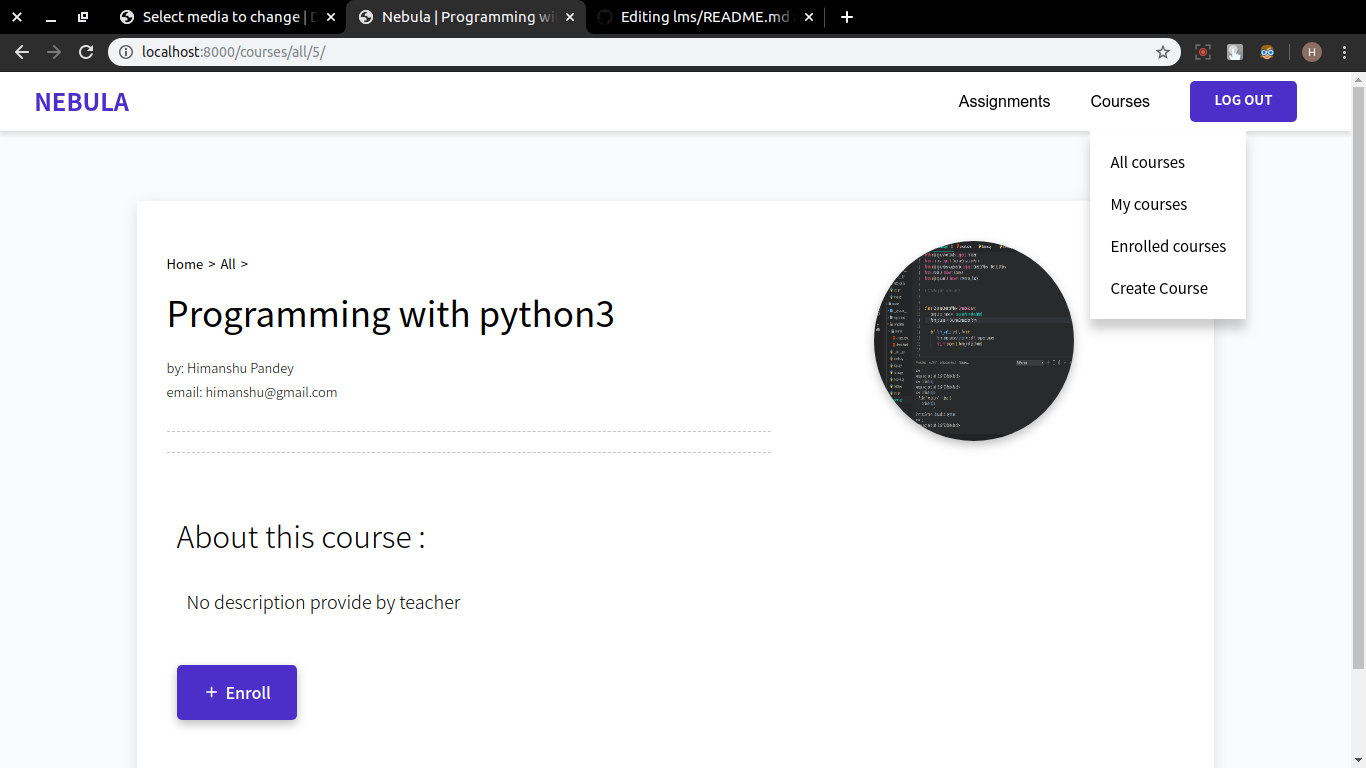 Select media to change | D
Nebula | Programming wi
Editing lms/README.md
localhost:8000/courses/all/5/
H
NEBULA
Assignments
Courses
LOG OUT
All courses
My courses
Enrolled courses
Create Course
Home > All >
Programming with python3
by: Himanshu Pandey
email: himanshu@gmail.com
About this course :
No description provide by teacher
+ Enroll